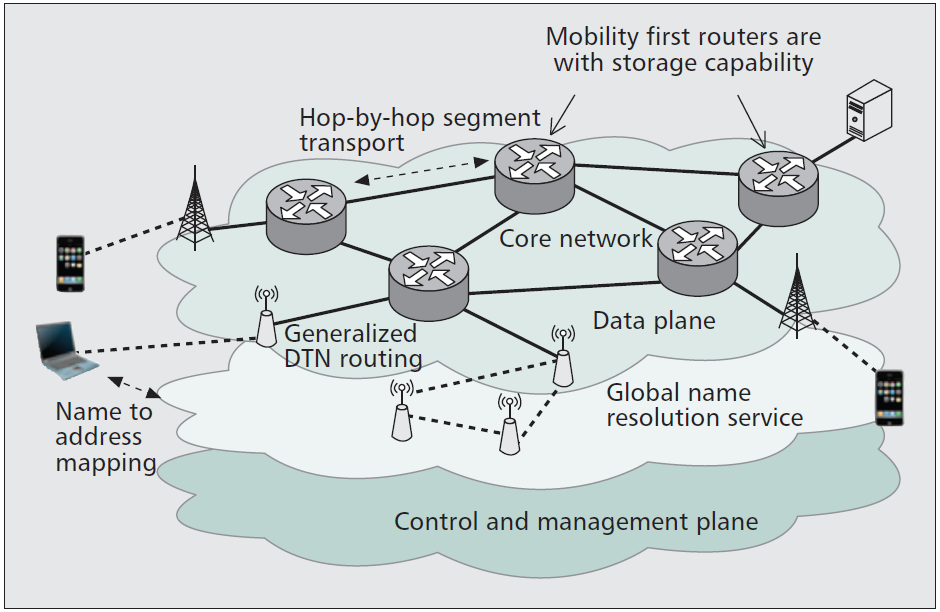 Mobility first routers are
with storage capability
Hop-by-hop segment
transport
Core network
Data plane
Generalized
DTN routing
Global name
resolution service
Name to
address
mapping
Control and management plane